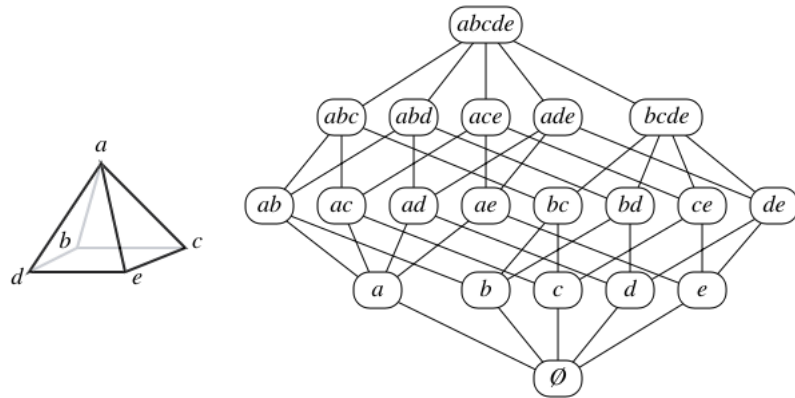 abcde
abc abd ace ade bcde
a
ab ac ad ae bc bd ce de
b c
d e
a b c d e
Ø